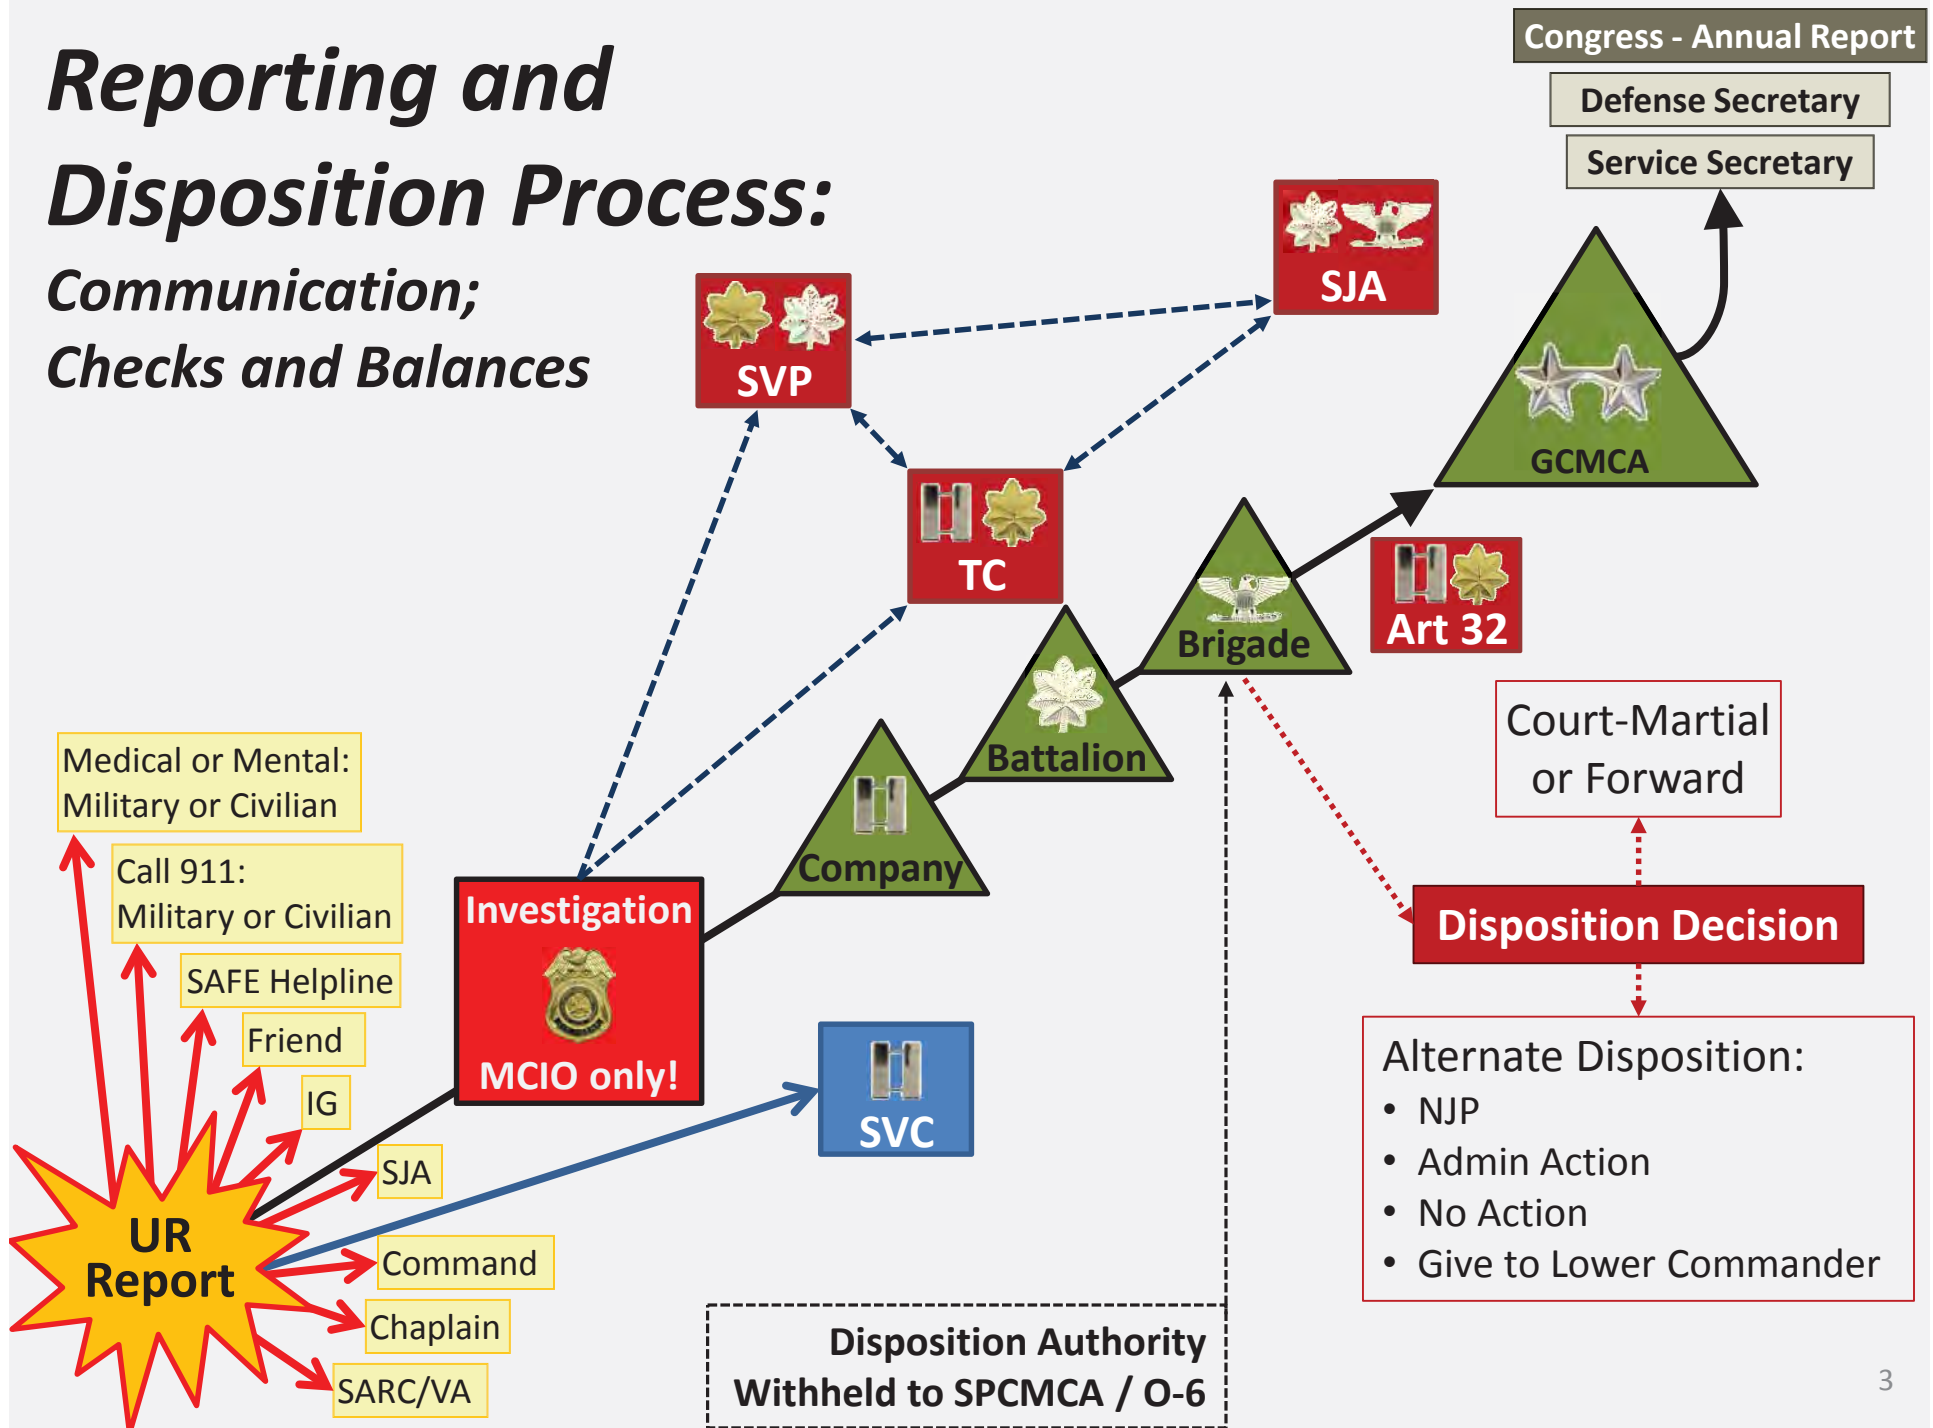 Reporting and
Disposition Process:
Communication;
Checks and Balances
Congress - Annual Report
Defense Secretary
Service Secretary
SJA
SVP
GCMCA
TC
Art 32
Brigade
Battalion
Company
Court-Martial
or Forward
Disposition Decision
Alternate Disposition:
• NJP
• Admin Action
• No Action
• Give to Lower Commander
Medical or Mental:
Military or Civilian
Call 911:
Military or Civilian
SAFE Helpline
Friend
IG
SJA
Command
Chaplain
SARC/VA
UR
Report
Investigation
MCIO only!
SVC
Disposition Authority
Withheld to SPCMCA / O-6
3